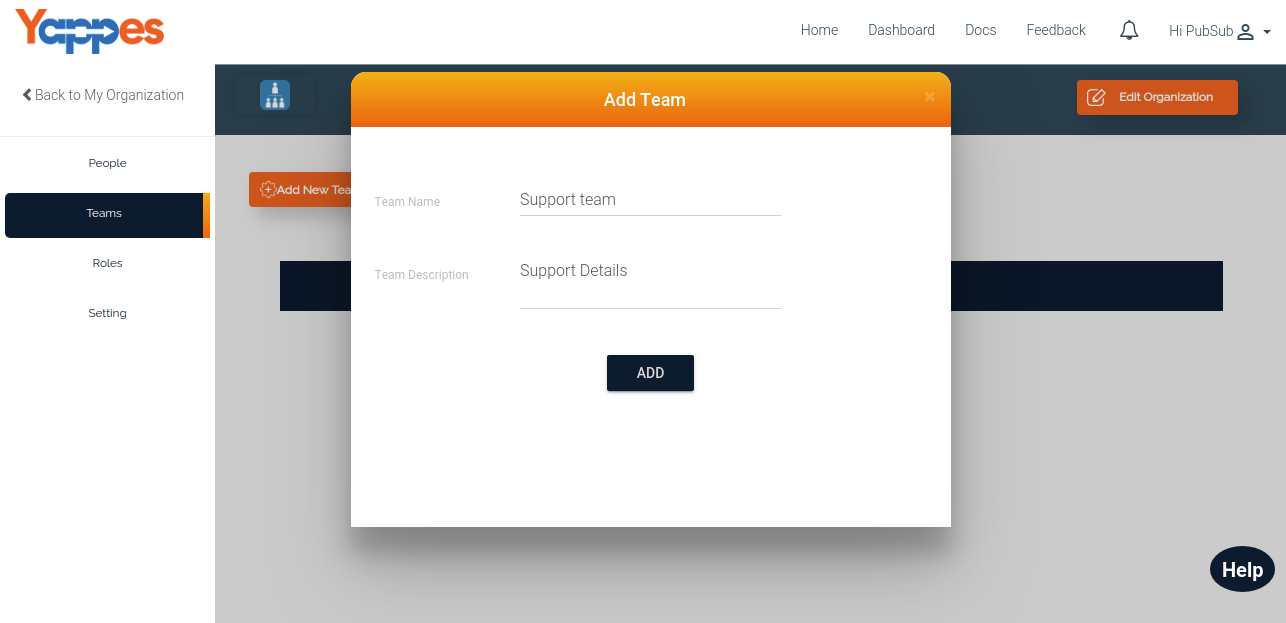 Yappes
Home Dashboard Docs Feedback Hi PubSub
Back to My Organization
Add Team ×
Edit Organization
People
Teams
Roles
Setting
Add New Tea
Team Name Support team
Team Description Support Details
ADD
Help